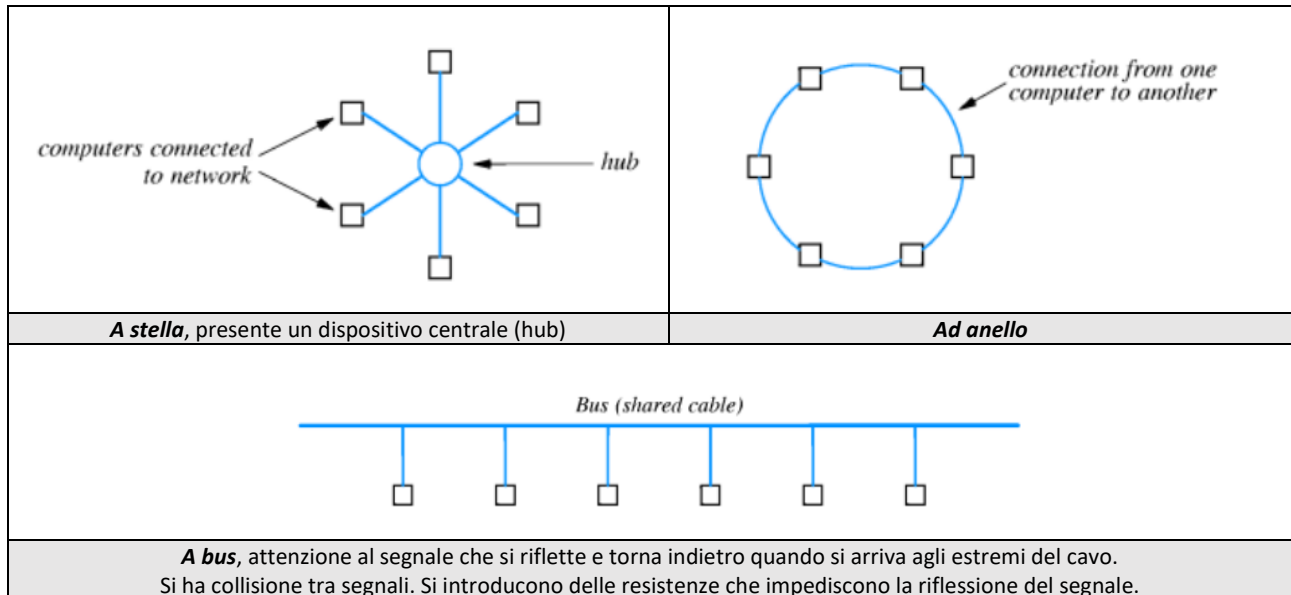 computers connected
to network
hub
connection from one
computer to another
A stella, presente un dispositivo centrale (hub)
Ad anello
Bus (shared cable)
A bus, attenzione al segnale che si riflette e torna indietro quando si arriva agli estremi del cavo.
Si ha collisione tra segnali. Si introducono delle resistenze che impediscono la riflessione del segnale.